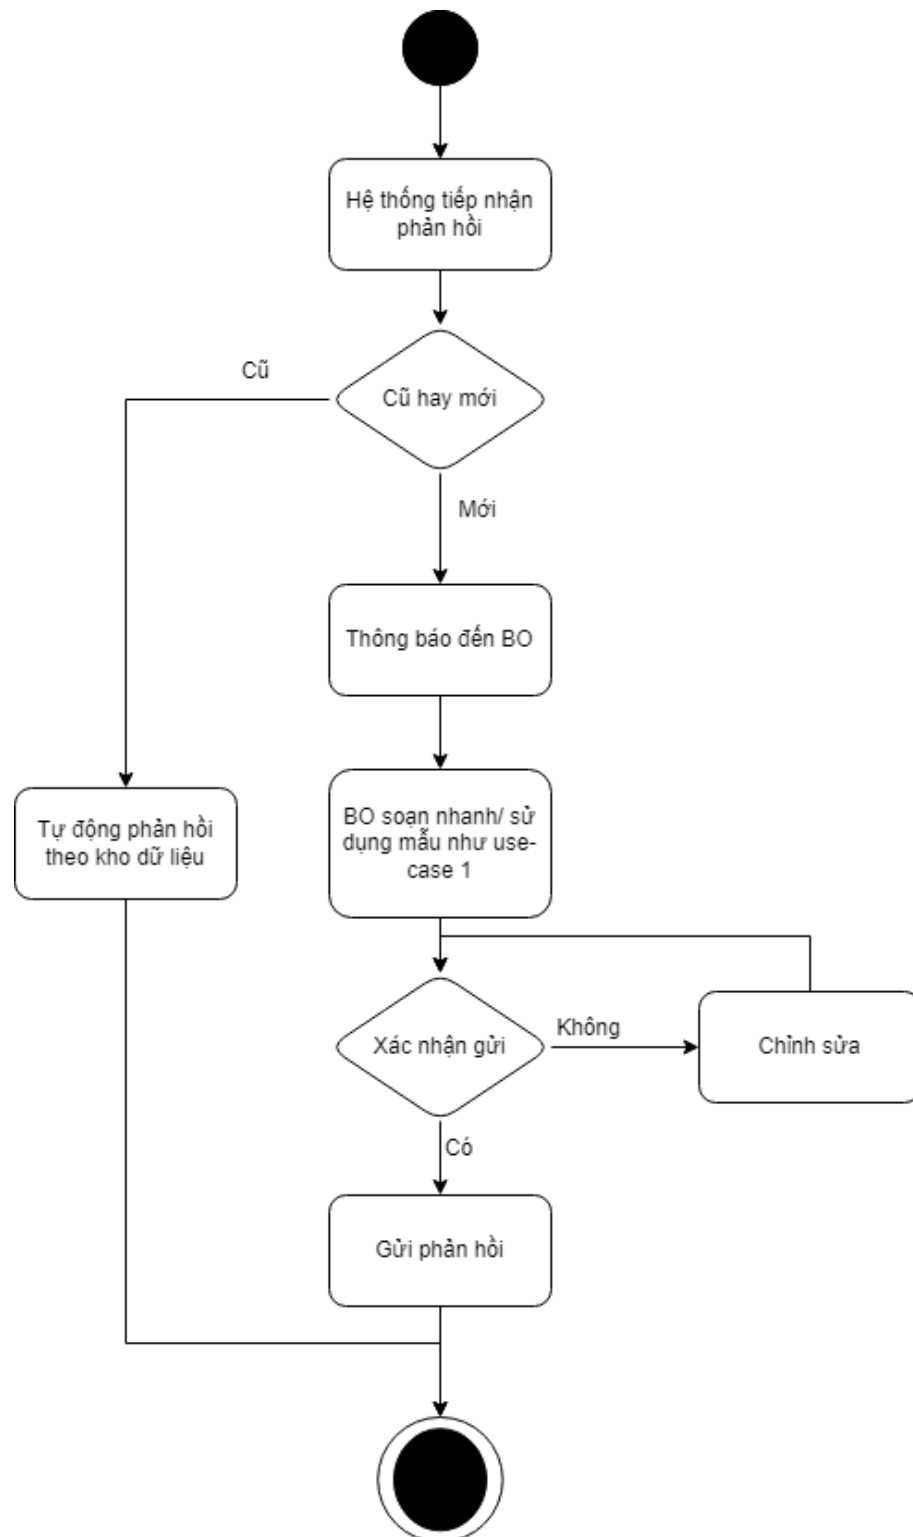 Hệ thống tiếp nhận
phản hồi
Cũ
Cũ hay mới
Mới
Thông báo đến BO
Tự động phản hồi
theo kho dữ liệu
BO soạn nhanh/ sử
dụng mẫu như use-
case 1
Xác nhận gửi
Không
Chỉnh sửa
Có
Gửi phản hồi